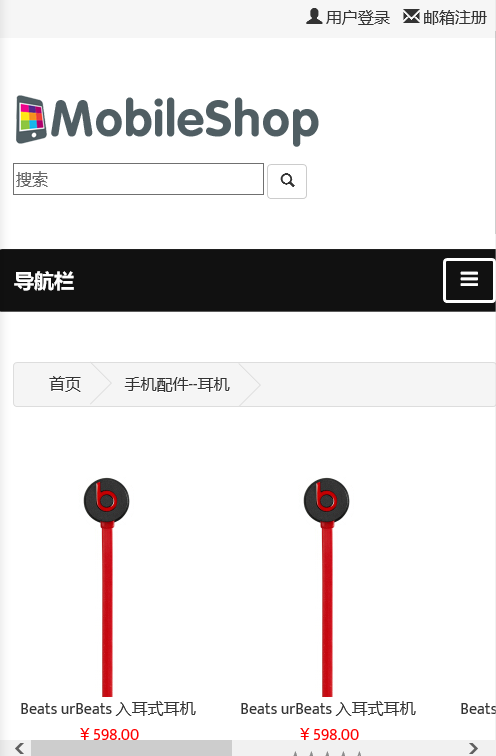 用户登录 邮箱注册
MobileShop
搜索
导航栏
首页 手机配件--耳机
Beats urBeats 入耳式耳机 Beats urBeats 入耳式耳机 Beats
￥598.00 ￥598.00